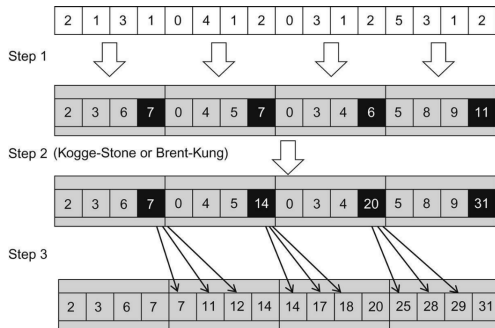 2 1 3 1 0 4 1 2 0 3 1 2 5 3 1 2
Step 1
2 3 6 7 0 4 5 7 0 3 4 6 5 8 9 11
Step 2 (Kogge-Stone or Brent-Kung)
2 3 6 7 0 4 5 14 0 3 4 20 5 8 9 31
Step 3
2 3 6 7 7 11 12 14 14 17 18 20 25 28 29 31